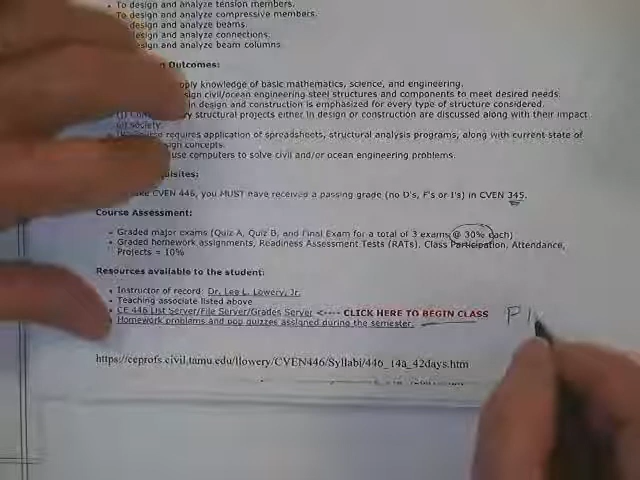 To design and analyze tension members.
To design and analyze compressive members.
design and analyze beams.
design and analyze connections.
design and analyze beam columns.
Outcomes:
knowledge of basic mathematics, science, and engineering.
civil/ocean engineering steel structures and components to meet desired needs.
in design and construction is emphasized for every type of structure considered.
structural projects either in design or construction are discussed along with their impact
society.
requires application of spreadsheets, structural analysis programs, along with current state of
concepts.
use computers to solve civil and/or ocean engineering problems.
CVEN 446, you MUST have received a passing grade (no D's, F's or I's) in CVEN 345.
Course Assessment:
Graded major exams (Quiz A, Quiz B, and Final Exam for a total of 3 exams @ 30% each)
Graded homework assignments, Readiness Assessment Tests (RATs), Class Participation, Attendance,
Projects = 10%
Resources available to the student:
Instructor of record: Dr. Lee L. Lowery, Jr.
Teaching associate listed above
CE 446 List Server/File Server/Grades Server <---- CLICK HERE TO BEGIN CLASS
Homework problems and pop quizzes assigned during the semester.
https://ceprofs.civil.tamu.edu/llowery/CVEN446/Syllabi/446_14a_42days.htm